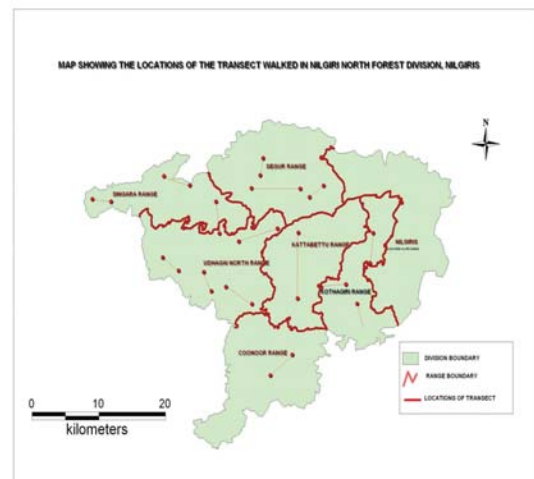 MAP SHOWING THE LOCATIONS OF THE TRANSECT WALKED IN NILGIRI NORTH FOREST DIVISION, NILGIRIS
N
SEGUR RANGE
SINGARA RANGE
KATTABETTU RANGE
NILGIRIS
UDHAGAI NORTH RANGE
KOTHAGIRI RANGE
COONOOR RANGE
DIVISION BOUNDARY
RANGE BOUNDARY
LOCATIONS OF TRANSECT
0 10 20
kilometers